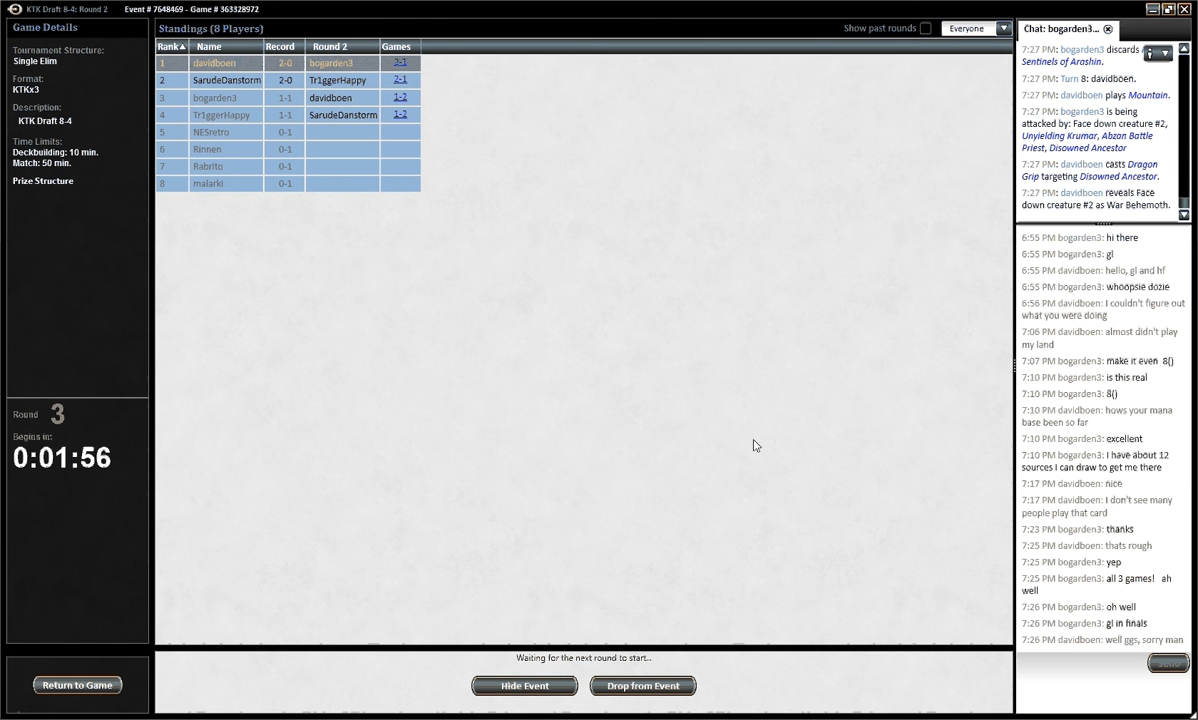 KTK Draft 8-4: Round 2 Event # 7648469 - Game # 363328972
Game Details
Tournament Structure:
Single Elim
Format:
KTKx3
Description:
KTK Draft 8-4
Time Limits:
Deckbuilding: 10 min.
Match: 50 min.
Prize Structure
Round 3
Begins in:
0:01:56
Return to Game
Standings (8 Players) Show past rounds Everyone
Rank Name Record Round 2 Games
1 davidboen 2-0 bogarden3 2-1
2 SarudeDanstorm 2-0 Tr1ggerHappy 2-1
3 bogarden3 1-1 davidboen 1-2
4 Tr1ggerHappy 1-1 SarudeDanstorm 1-2
5 NESretro 0-1
6 Rinnen 0-1
7 Rabrito 0-1
8 malarki 0-1
Waiting for the next round to start...
Hide Event Drop from Event
Chat: bogarden3...
7:27 PM: bogarden3 discards
Sentinels of Arashin.
7:27 PM: Turn 8: davidboen.
7:27 PM: davidboen plays Mountain.
7:27 PM: bogarden3 is being
attacked by: Face down creature #2,
Unyielding Krumar, Abzan Battle
Priest, Disowned Ancestor
7:27 PM: davidboen casts Dragon
Grip targeting Disowned Ancestor.
7:27 PM: davidboen reveals Face
down creature #2 as War Behemoth.
6:55 PM bogarden3: hi there
6:55 PM bogarden3: gl
6:55 PM davidboen: hello, gl and hf
6:55 PM bogarden3: whoopsie dozie
6:56 PM davidboen: I couldn't figure out
what you were doing
7:06 PM davidboen: almost didn't play
my land
7:07 PM bogarden3: make it even 8()
7:10 PM bogarden3: is this real
7:10 PM bogarden3: 8()
7:10 PM davidboen: hows your mana
base been so far
7:10 PM bogarden3: excellent
7:10 PM bogarden3: I have about 12
sources I can draw to get me there
7:17 PM davidboen: nice
7:17 PM davidboen: I don't see many
people play that card
7:23 PM bogarden3: thanks
7:25 PM davidboen: thats rough
7:25 PM bogarden3: yep
7:25 PM bogarden3: all 3 games! ah
well
7:26 PM bogarden3: oh well
7:26 PM bogarden3: gl in finals
7:26 PM davidboen: well ggs, sorry man